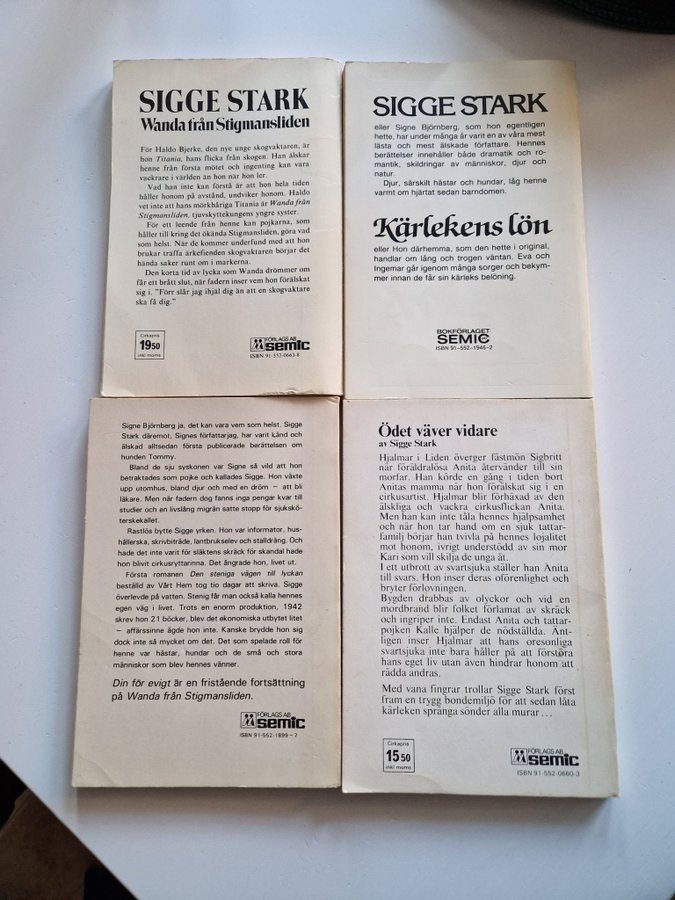 SIGGE STARK
Wanda från Stigmansliden
För Haldo Bjerke, den nye unge skogvaktaren, är
hon Titania, hans flicka från skogen. Han älskar
henne från första mötet och ingenting kan vara
vackrare i världen än hon när hon ler.
Vad han inte kan förstå är att hon hela tiden
håller honom på avstånd, undviker honom. Haldo
vet inte att hans mörkhåriga Titania är Wanda från
Stigmansliden, tjuvskyttekungens yngre syster.
För ett leende från henne kan pojkarna, som
håller till kring det ökända Stigmansliden, göra vad
som helst. När de kommer underfund med att hon
brukar träffa ärkefienden skogvaktaren börjar det
hända saker runt om i markerna.
Den korta tid av lycka som Wanda drömmer om
får ett brått slut, när fadern inser vem hon förälskat
sig i. "Förr slår jag ihjäl dig än att en skogvaktare
ska få dig."
Cirkapris
19 50
inkl moms
FÖRLAGS AB
semic
ISBN 91-552-0663-8
SIGGE STARK
eller Signe Björnberg, som hon egentligen
hette, har under många år varit en av våra mest
lästa och mest älskade författare. Hennes
berättelser innehåller både dramatik och ro-
mantik, skildringar av människor, djur och
natur.
Djur, särskilt hästar och hundar, låg henne
varmt om hjärtat sedan barndomen.
Kärlekens lön
eller Hon därhemma, som den hette i original,
handlar om lång och trogen väntan. Eva och
Ingemar går igenom många sorger och bekym-
mer innan de får sin kärleks belöning.
BOKFÖRLAGET
SEMIC
ISBN 91-552-1946-2
Signe Björnberg ja, det kan vara vem som helst. Sigge
Stark däremot, Signes författarjag, har varit känd och
älskad alltsedan första publicerade berättelsen om
hunden Tommy.
Bland de sju syskonen var Signe så vild att hon
betraktades som pojke och kallades Sigge. Hon växte
upp utomhus, bland djur och med en dröm – att bli
läkare. Men när fadern dog fanns inga pengar kvar till
studier och en livslång migrän satte stopp för sjukskö-
terskekallet.
Rastlös bytte Sigge yrken. Hon var informator, hus-
hållerska, skrivbiträde, lantbrukselev och stalldräng. Och
hade det inte varit för släktens skräck för skandal hade
hon blivit cirkusryttarinna. Det ångrade hon, livet ut.
Första romanen Den steniga vägen till lyckan
beställd av Vårt Hem tog tio dagar att skriva. Sigge
överlevde på vatten. Stenig får man också kalla hennes
egen väg i livet. Trots en enorm produktion, 1942
skrev hon 21 böcker, blev det ekonomiska utbytet litet
– affärssinne ägde hon inte. Kanske brydde hon sig
dock inte så mycket om det. Det som spelade roll för
henne var hästar, hundar och de små och stora
människor som blev hennes vänner.
Din för evigt är en fristående fortsättning
på Wanda från Stigmansliden.
FÖRLAGS AB
semic
ISBN 91-552-1899-7
Ödet väver vidare
av Sigge Stark
Hjalmar i Liden överger fästmön Sigbritt
när föräldralösa Anita återvänder till sin
morfar. Han körde en gång i tiden bort
Anitas mamma när hon förälskat sig i en
cirkusartist. Hjalmar blir förhäxad av den
älskliga och vackra cirkusflickan Anita.
Men han kan inte tåla hennes hjälpsamhet
och när hon tar hand om en sjuk tattar-
familj börjar han tvivla på hennes lojalitet
mot honom, ivrigt understödd av sin mor
Kari som vill skilja de unga åt.
I ett utbrott av svartsjuka ställer han Anita
till svars. Hon inser deras oförenlighet och
bryter förlovningen.
Bygden drabbas av olyckor och vid en
mordbrand blir folket förlamat av skräck
och ingriper inte. Endast Anita och tattar-
pojken Kalle hjälper de nödställda. Änt-
ligen inser Hjalmar att hans oresonliga
svartsjuka inte bara håller på att förstöra
hans eget liv utan även hindrar honom att
rädda andras.
Med vana fingrar trollar Sigge Stark först
fram en trygg bondemiljö för att sedan låta
kärleken spränga sönder alla murar...
Cirkapris
15 50
inkl moms
FÖRLAGS AB
semic
ISBN 91-552-0660-3